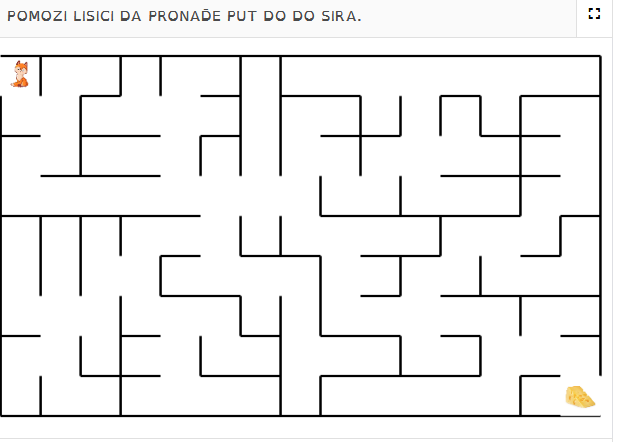 POMOZI LISICI DA PRONAĐE PUT DO DO SIRA.